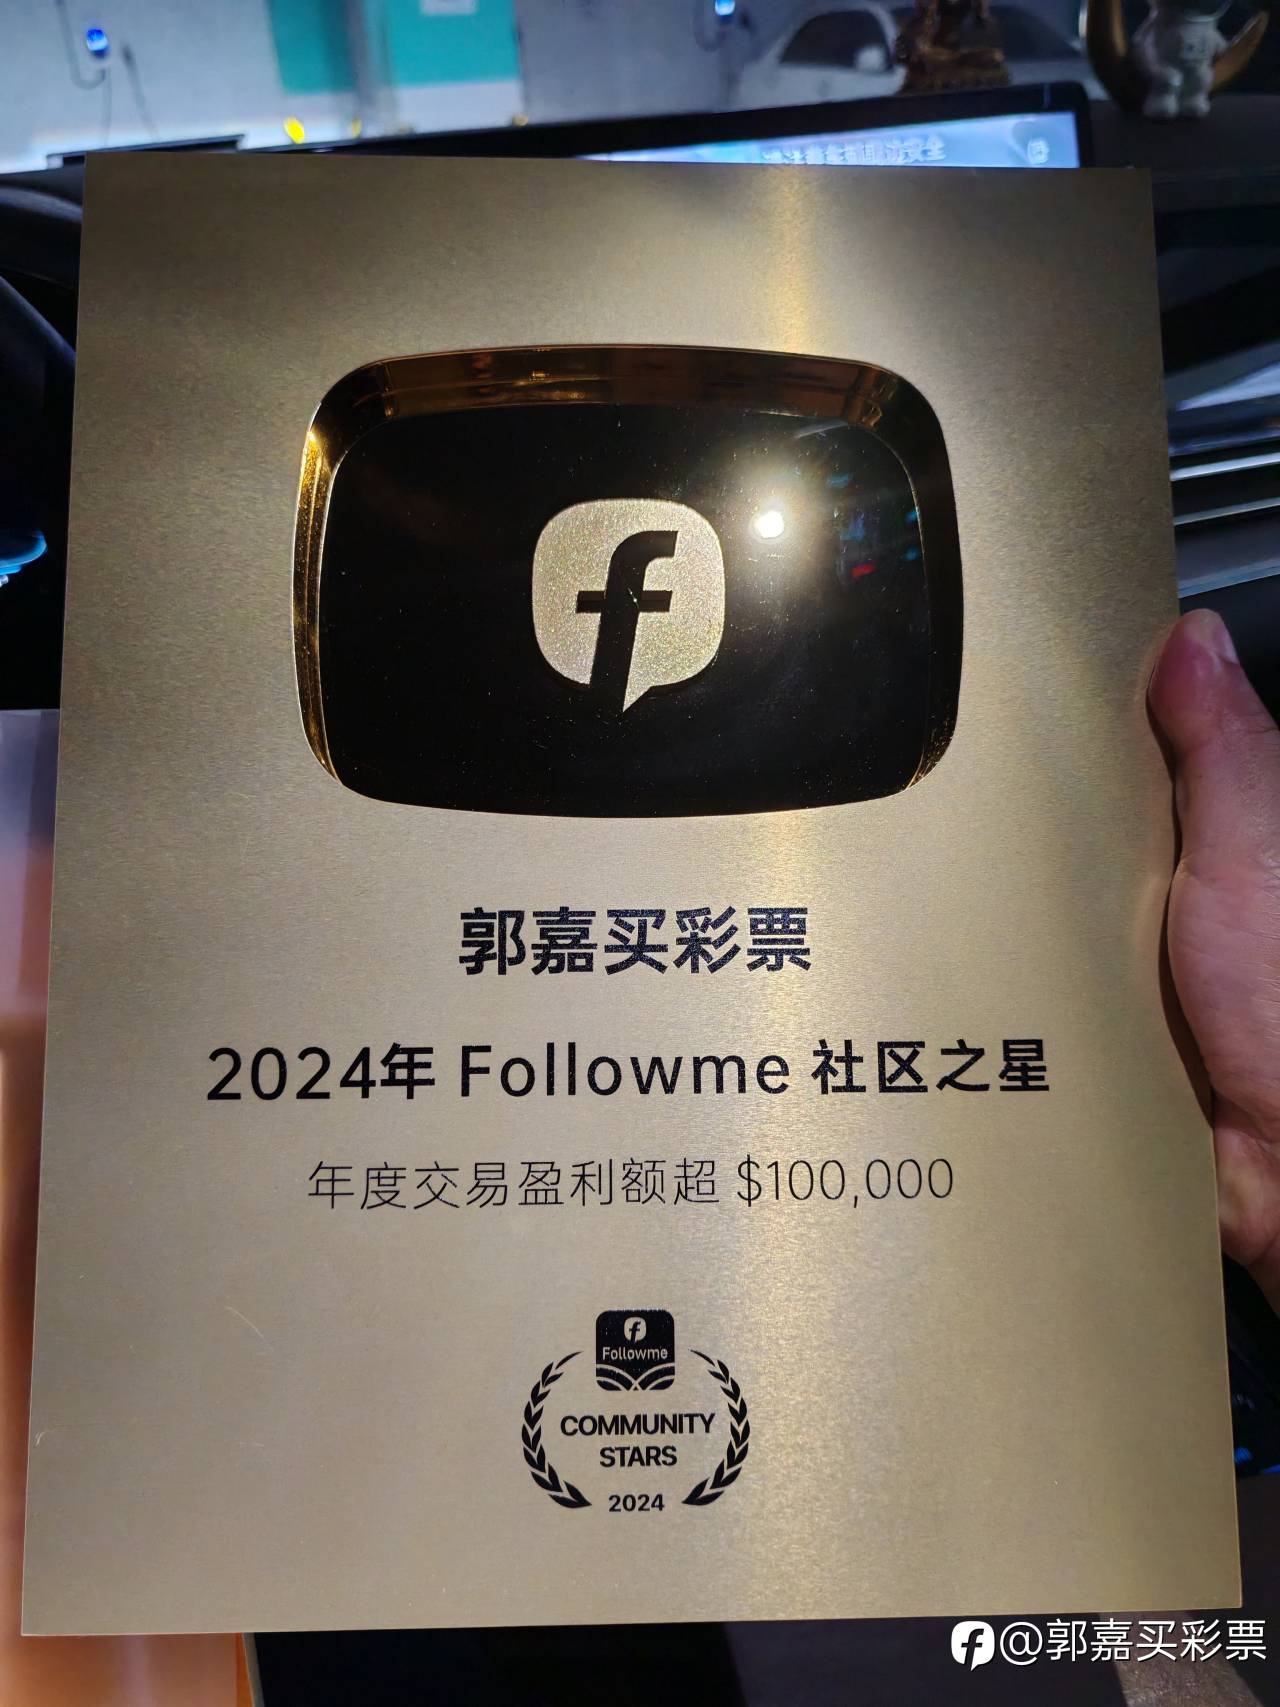 f
郭嘉买彩票
2024年 Followme 社区之星
年度交易盈利额超 $100,000
f
Followme
COMMUNITY
STARS
2024
f@郭嘉买彩票